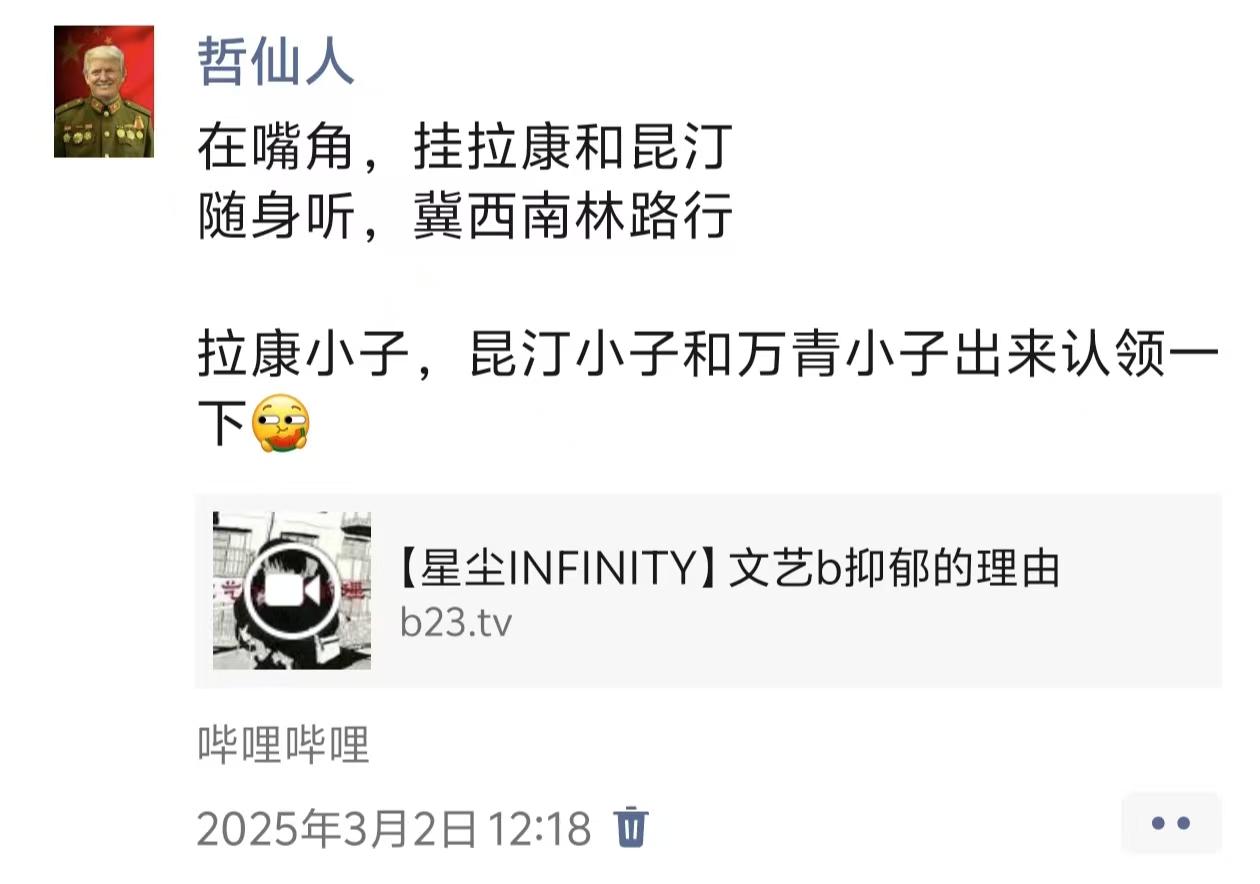 哲仙人
在嘴角，挂拉康和昆汀
随身听，冀西南林路行
拉康小子，昆汀小子和万青小子出来认领一
下
【星尘INFINITY】文艺b抑郁的理由
b23.tv
哔哩哔哩
2025年3月2日 12:18